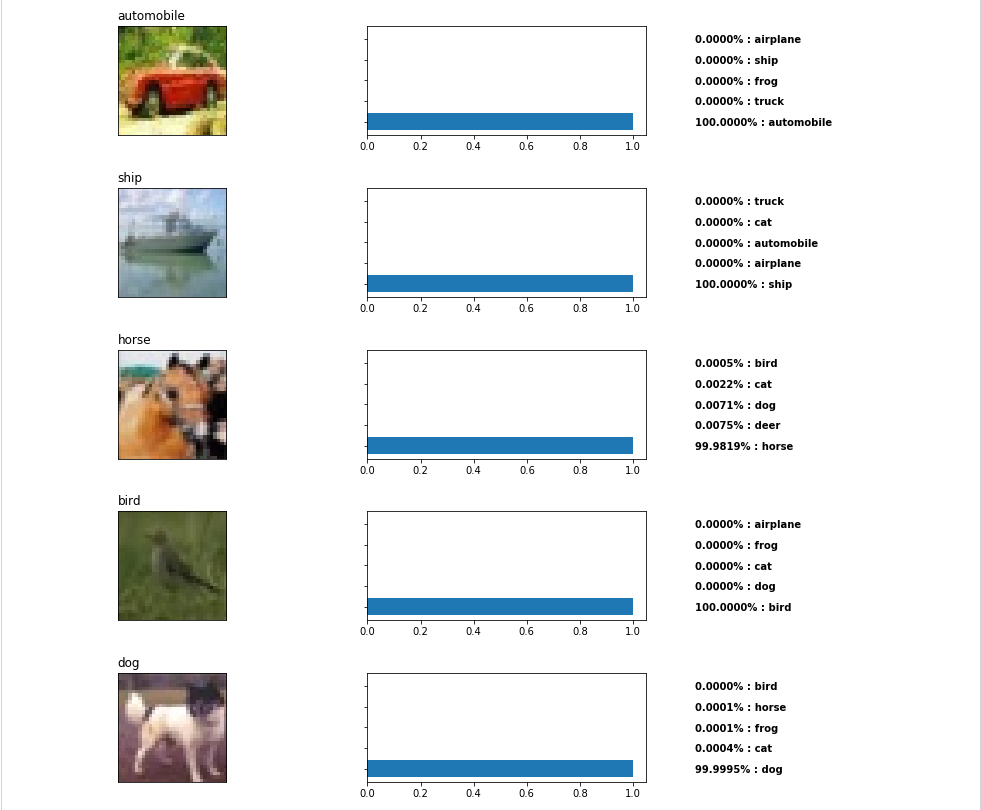 automobile
0.0000% : airplane
0.0000% : ship
0.0000% : frog
0.0000% : truck
100.0000% : automobile
0.0 0.2 0.4 0.6 0.8 1.0
ship
0.0000% : truck
0.0000% : cat
0.0000% : automobile
0.0000% : airplane
100.0000% : ship
0.0 0.2 0.4 0.6 0.8 1.0
horse
0.0005% : bird
0.0022% : cat
0.0071% : dog
0.0075% : deer
99.9819% : horse
0.0 0.2 0.4 0.6 0.8 1.0
bird
0.0000% : airplane
0.0000% : frog
0.0000% : cat
0.0000% : dog
100.0000% : bird
0.0 0.2 0.4 0.6 0.8 1.0
dog
0.0000% : bird
0.0001% : horse
0.0001% : frog
0.0004% : cat
99.9995% : dog
0.0 0.2 0.4 0.6 0.8 1.0